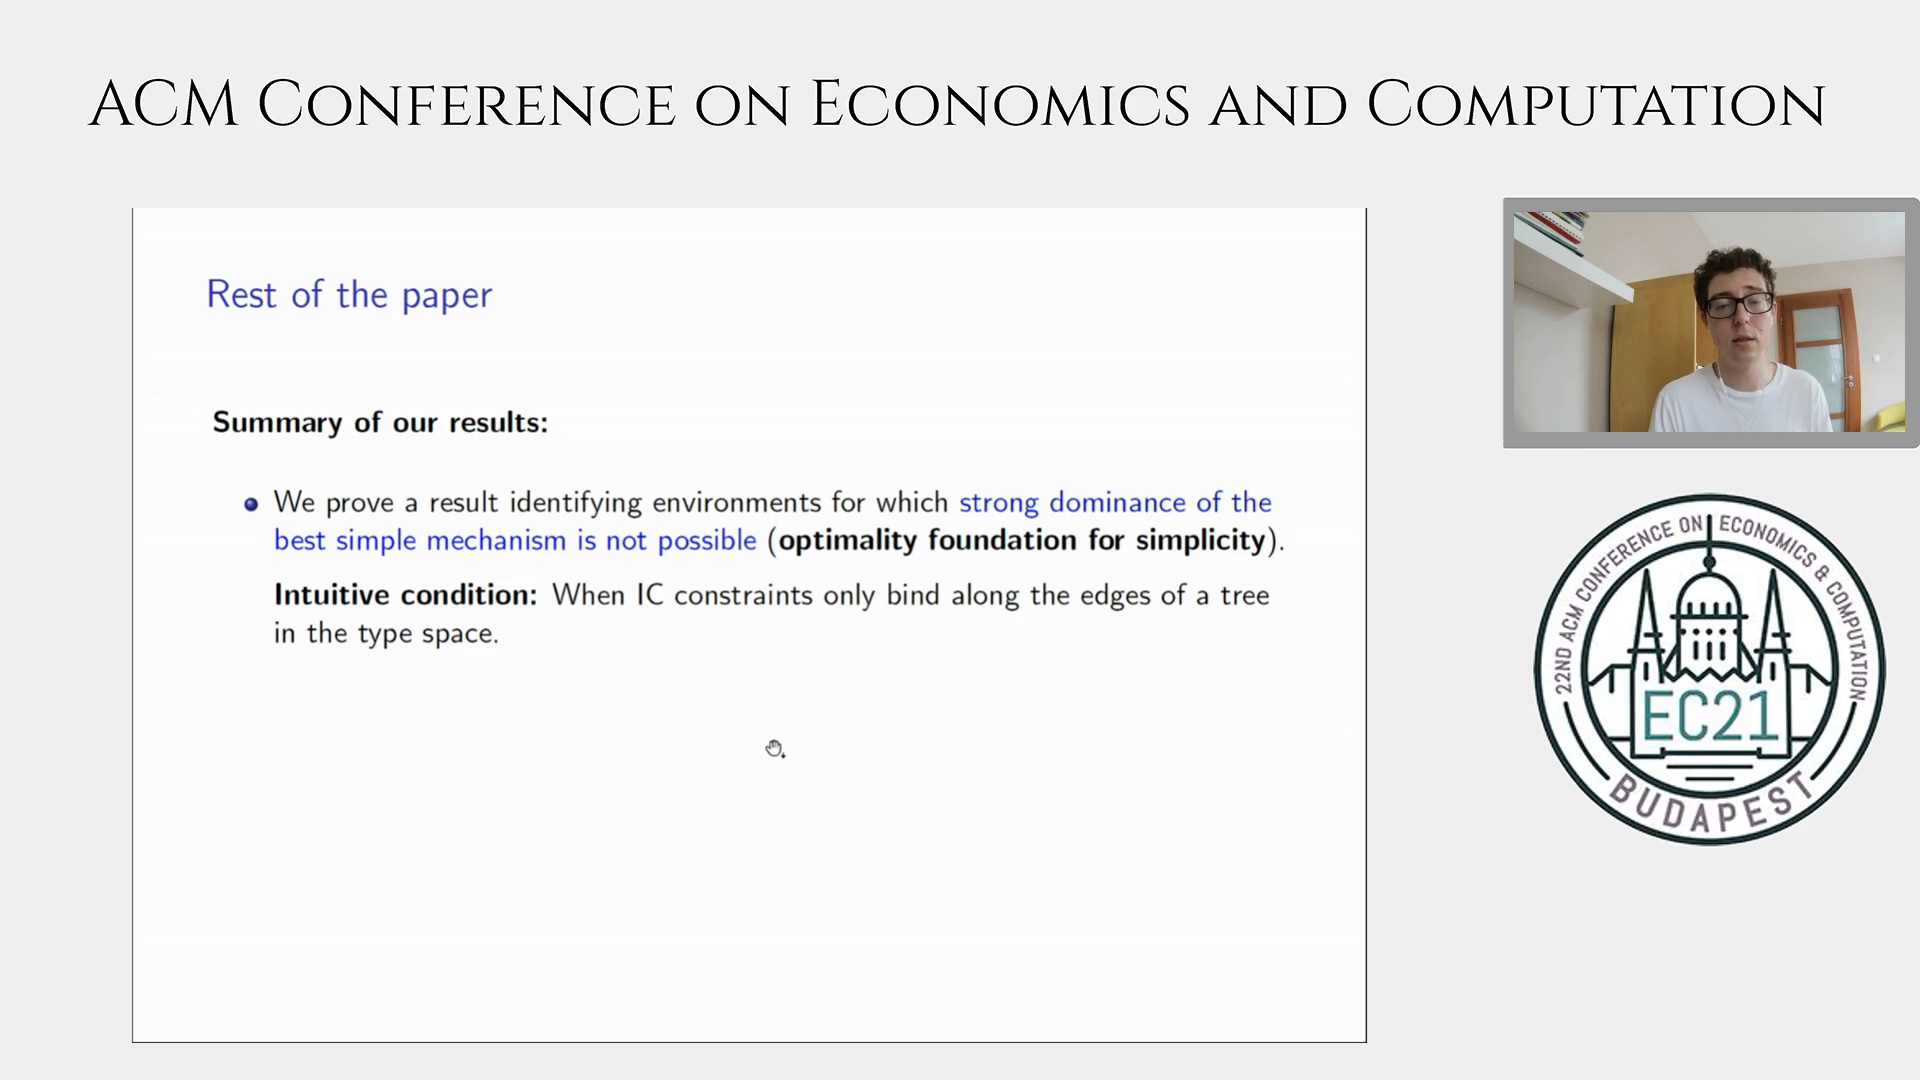 ACM Conference on Economics and Computation
Rest of the paper
Summary of our results:
We prove a result identifying environments for which strong dominance of the
best simple mechanism is not possible (optimality foundation for simplicity).
Intuitive condition: When IC constraints only bind along the edges of a tree
in the type space.
22ND ACM CONFERENCE ON ECONOMICS & COMPUTATION
EC21
BUDAPEST